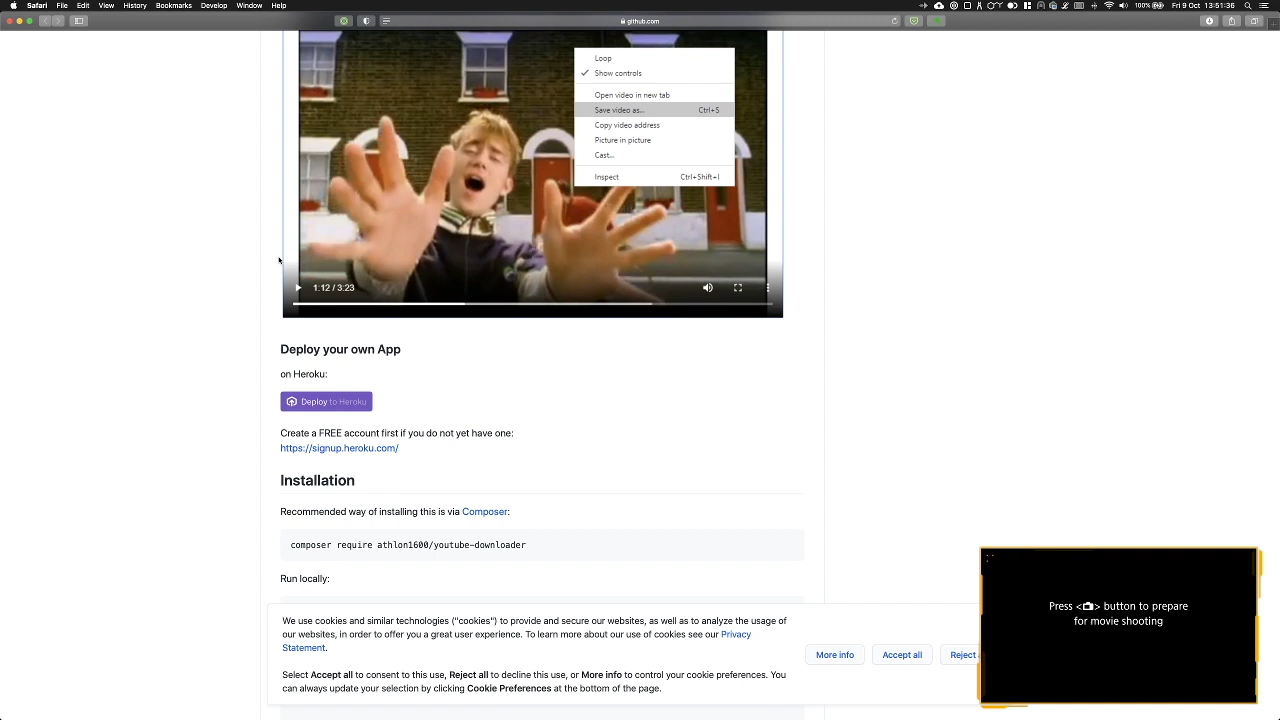 Safari File Edit View History Bookmarks Develop Window Help
100% Fri 9 Oct 13:51:36
github.com
Loop
Show controls
Open video in new tab
Save video as... Ctrl+S
Copy video address
Picture in picture
Cast...
Inspect Ctrl+Shift+I
1:12 / 3:23
Deploy your own App
on Heroku:
Deploy to Heroku
Create a FREE account first if you do not yet have one:
https://signup.heroku.com/
Installation
Recommended way of installing this is via Composer:
composer require athlon1600/youtube-downloader
Run locally:
We use cookies and similar technologies ("cookies") to provide and secure our websites, as well as to analyze the usage of
our websites, in order to offer you a great user experience. To learn more about our use of cookies see our Privacy
Statement.
Select Accept all to consent to this use, Reject all to decline this use, or More info to control your cookie preferences. You
can always update your selection by clicking Cookie Preferences at the bottom of the page.
More info
Accept all
Reject
Press < > button to prepare
for movie shooting